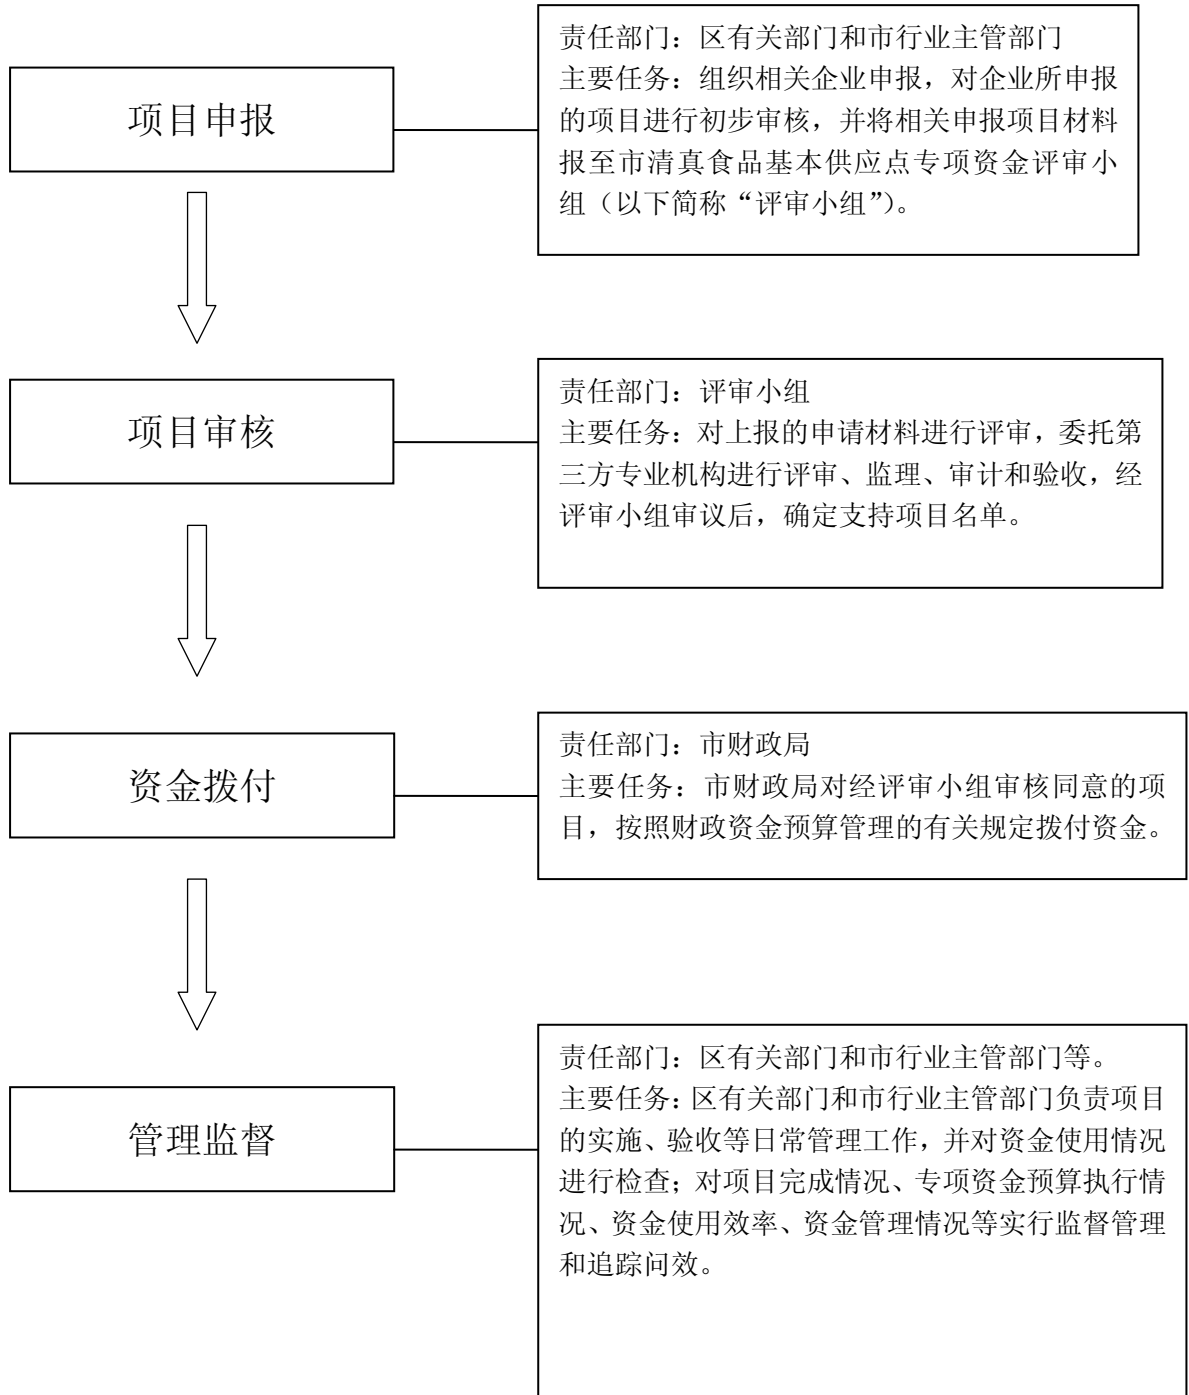 项目申报
责任部门：区有关部门和市行业主管部门
主要任务：组织相关企业申报，对企业所申报
的项目进行初步审核，并将相关申报项目材料
报至市清真食品基本供应点专项资金评审小
组（以下简称“评审小组”）。
项目审核
责任部门：评审小组
主要任务：对上报的申请材料进行评审，委托第
三方专业机构进行评审、监理、审计和验收，经
评审小组审议后，确定支持项目名单。
资金拨付
责任部门：市财政局
主要任务：市财政局对经评审小组审核同意的项
目，按照财政资金预算管理的有关规定拨付资金。
管理监督
责任部门：区有关部门和市行业主管部门等。
主要任务：区有关部门和市行业主管部门负责项目
的实施、验收等日常管理工作，并对资金使用情况
进行检查；对项目完成情况、专项资金预算执行情
况、资金使用效率、资金管理情况等实行监督管理
和追踪问效。